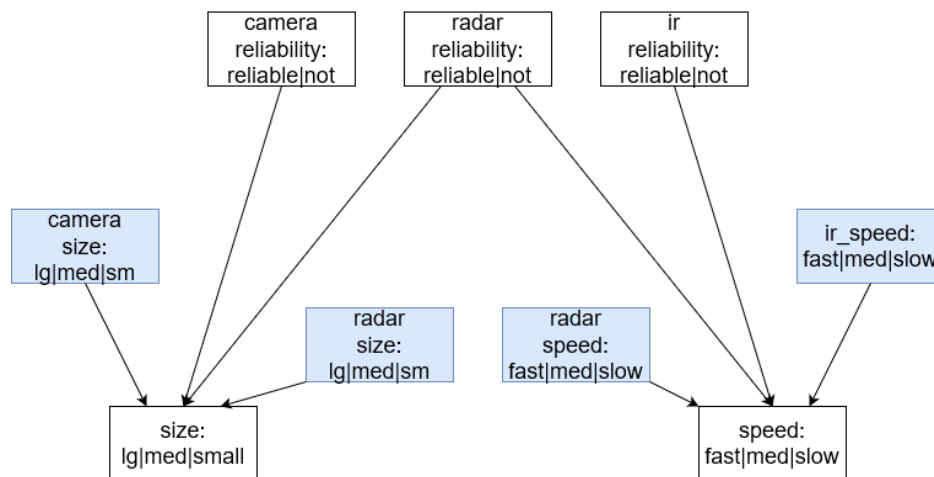 camera
reliability:
reliable|not
radar
reliability:
reliable|not
ir
reliability:
reliable|not
camera
size:
lg|med|sm
ir_speed:
fast|med|slow
radar
size:
lg|med|sm
radar
speed:
fast|med|slow
size:
lg|med|small
speed:
fast|med|slow